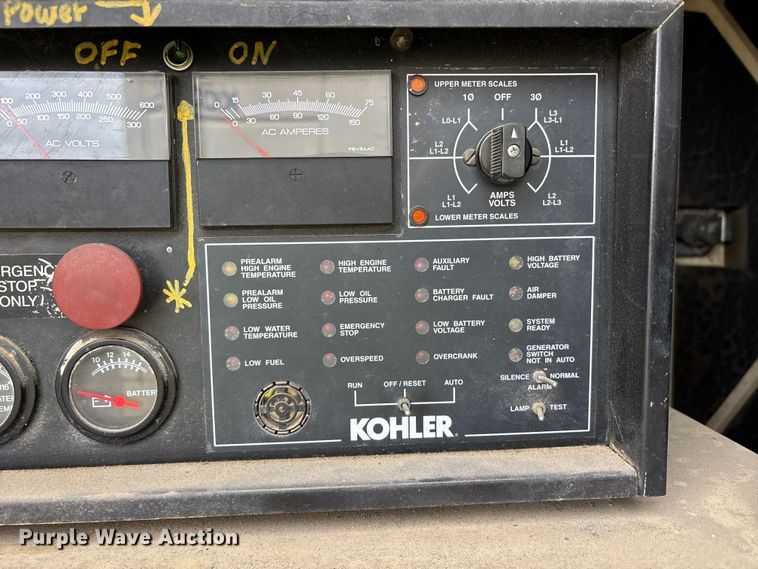 Power →
OFF
ON
100 200 300 400 600
0 50 100 150 200 250 300
AC VOLTS
0 15 30 45 60 75
0 30 60 90 120 150
AC AMPERES
FS=5AAC
UPPER METER SCALES
1Ø OFF 3Ø
L0-L1
L3
L3-L1
L2
L1-L2
L1
L1-L2
L1
L1-L2
L2
L2-L3
AMPS
VOLTS
LOWER METER SCALES
STOP
ONLY
PREALARM
HIGH ENGINE
TEMPERATURE
HIGH ENGINE
TEMPERATURE
AUXILIARY
FAULT
HIGH BATTERY
VOLTAGE
PREALARM
LOW OIL
PRESSURE
LOW OIL
PRESSURE
BATTERY
CHARGER FAULT
AIR
DAMPER
LOW WATER
TEMPERATURE
EMERGENCY
STOP
LOW BATTERY
VOLTAGE
SYSTEM
READY
LOW FUEL
OVERSPEED
OVERCRANK
GENERATOR
SWITCH
NOT IN AUTO
10 12 14
BATTER
RUN OFF/RESET AUTO
SILENCE NORMAL
ALARM
LAMP TEST
KOHLER
Purple Wave Auction